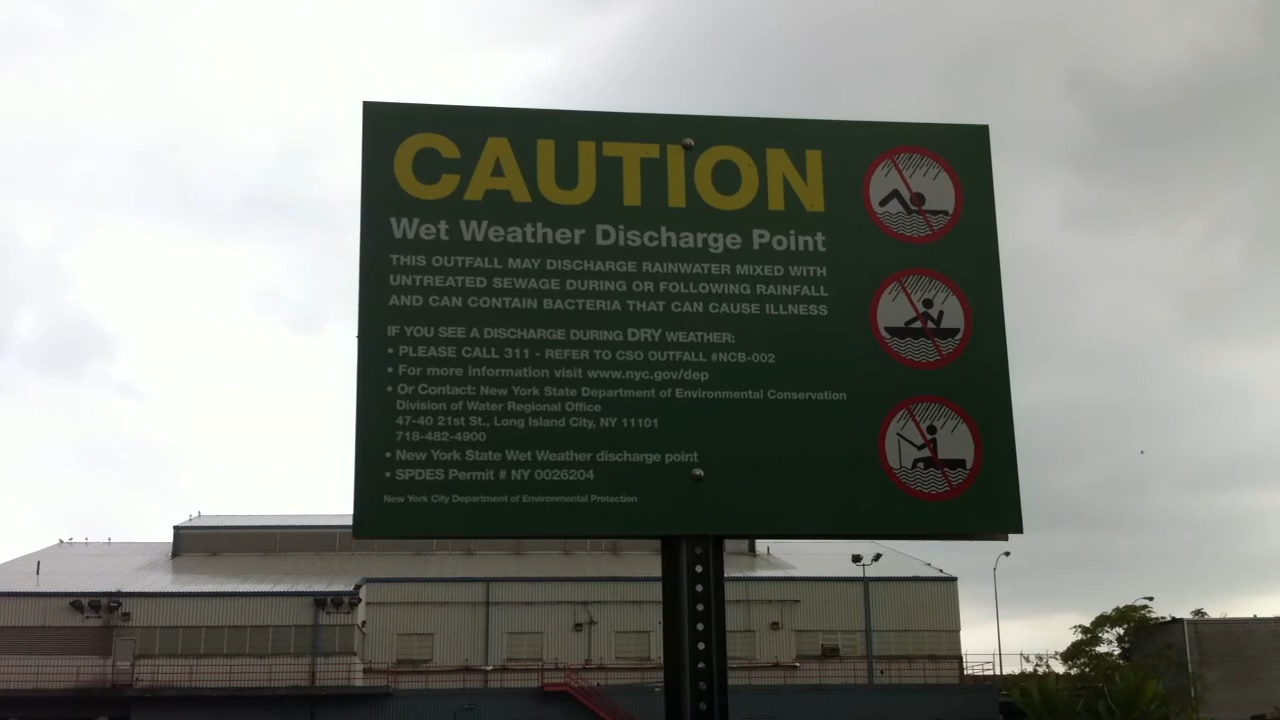 CAUTION
Wet Weather Discharge Point
THIS OUTFALL MAY DISCHARGE RAINWATER MIXED WITH
UNTREATED SEWAGE DURING OR FOLLOWING RAINFALL
AND CAN CONTAIN BACTERIA THAT CAN CAUSE ILLNESS
IF YOU SEE A DISCHARGE DURING DRY WEATHER:
• PLEASE CALL 311 - REFER TO CSO OUTFALL #NCB-002
• For more information visit www.nyc.gov/dep
• Or Contact: New York State Department of Environmental Conservation
Division of Water Regional Office
47-40 21st St., Long Island City, NY 11101
718-482-4900
• New York State Wet Weather discharge point
• SPDES Permit # NY 0026204
New York City Department of Environmental Protection